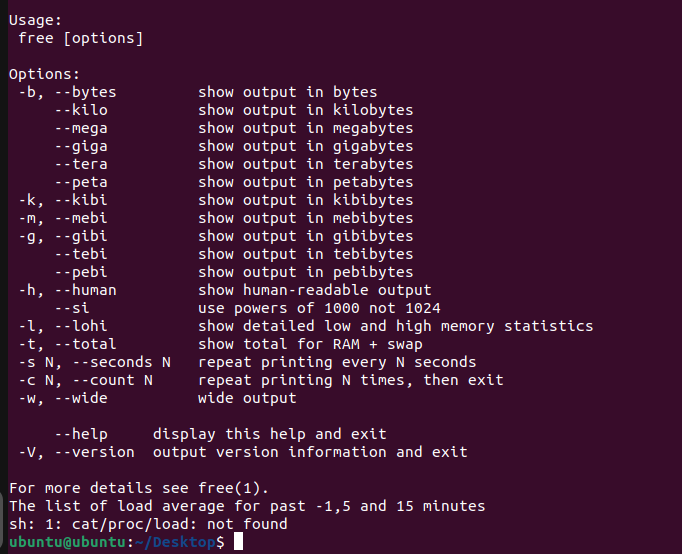 Usage:
 free [options]

Options:
 -b, --bytes         show output in bytes
     --kilo          show output in kilobytes
     --mega          show output in megabytes
     --giga          show output in gigabytes
     --tera          show output in terabytes
     --peta          show output in petabytes
 -k, --kibi          show output in kibibytes
 -m, --mebi          show output in mebibytes
 -g, --gibi          show output in gibibytes
     --tebi          show output in tebibytes
     --pebi          show output in pebibytes
 -h, --human         show human-readable output
     --si            use powers of 1000 not 1024
 -l, --lohi          show detailed low and high memory statistics
 -t, --total         show total for RAM + swap
 -s N, --seconds N   repeat printing every N seconds
 -c N, --count N     repeat printing N times, then exit
 -w, --wide          wide output

     --help     display this help and exit
 -V, --version  output version information and exit

For more details see free(1).
The list of load average for past -1,5 and 15 minutes
sh: 1: cat/proc/load: not found
ubuntu@ubuntu:~/Desktop$